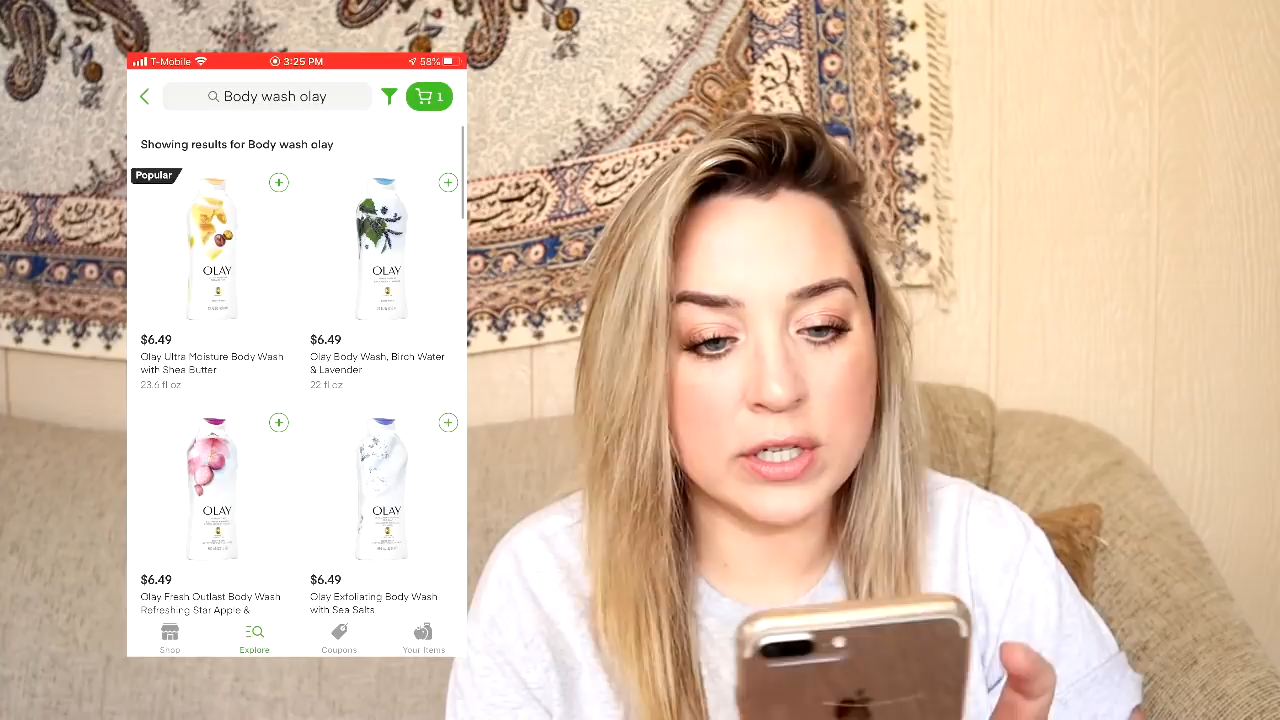 T-Mobile
3:25 PM
58%
Body wash olay
1
Showing results for Body wash olay
Popular
OLAY
OLAY
$6.49
$6.49
Olay Ultra Moisture Body Wash
with Shea Butter
23.6 fl oz
Olay Body Wash, Birch Water
& Lavender
22 fl oz
OLAY
OLAY
$6.49
$6.49
Olay Fresh Outlast Body Wash
Refreshing Star Apple &
Olay Exfoliating Body Wash
with Sea Salts
Shop
Explore
Coupons
Your Items